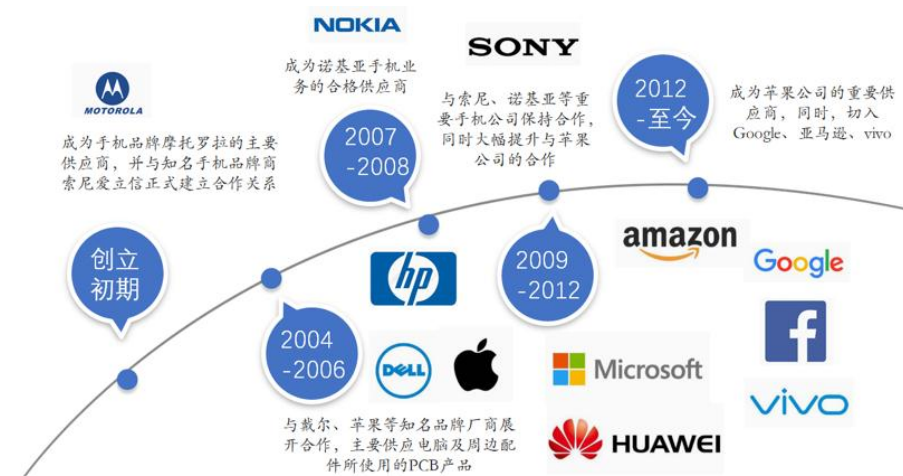 MOTOROLA
成为手机品牌摩托罗拉的主要
供应商，并与知名手机品牌商
索尼爱立信正式建立合作关系
创立
初期
2004
-2006
与戴尔、苹果等知名品牌厂商展
开合作，主要供应电脑及周边配
件所使用的PCB产品
NOKIA
成为诺基亚手机业
务的合格供应商
2007
-2008
hp
DELL
SONY
与索尼、诺基亚等重
要手机公司保持合作，
同时大幅提升与苹果
公司的合作
2009
-2012
Microsoft
HUAWEI
2012
-至今
成为苹果公司的重要供
应商，同时，切入
Google、亚马逊、vivo
amazon
Google
f
vivo